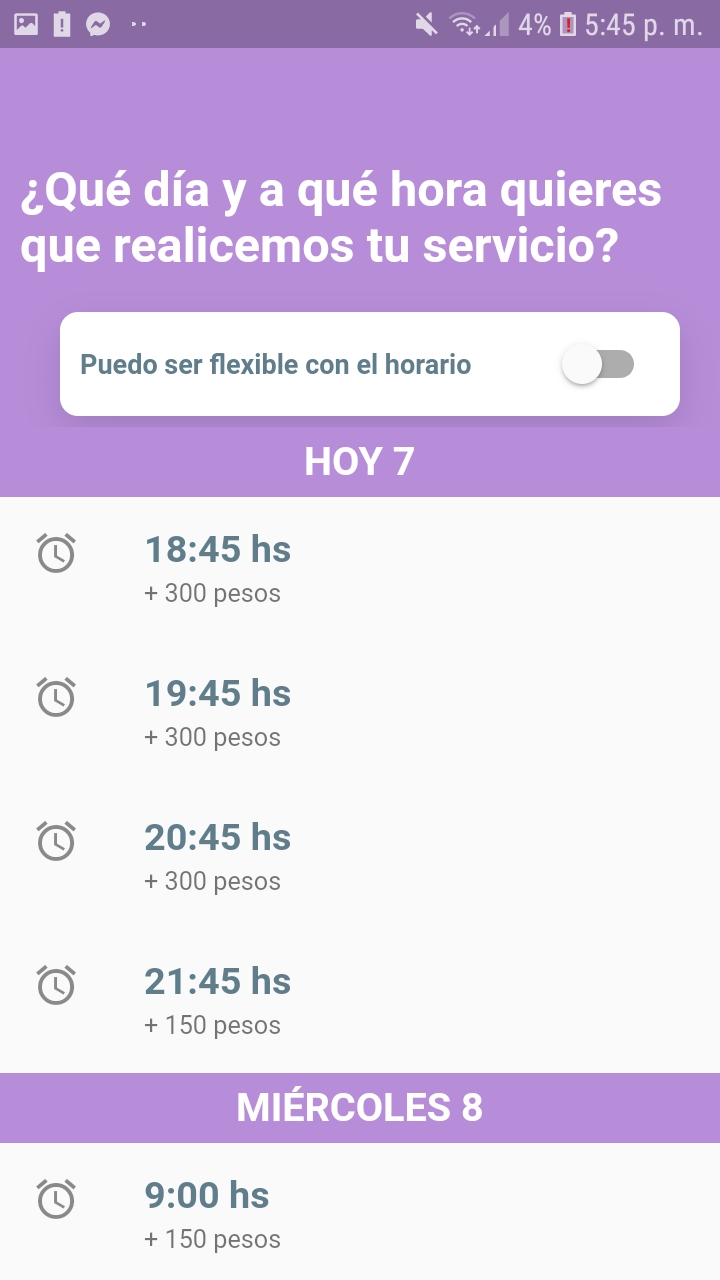 4% 5:45 p. m.
¿Qué día y a qué hora quieres
que realicemos tu servicio?
Puedo ser flexible con el horario
HOY 7
18:45 hs
+ 300 pesos
19:45 hs
+ 300 pesos
20:45 hs
+ 300 pesos
21:45 hs
+ 150 pesos
MIÉRCOLES 8
9:00 hs
+ 150 pesos